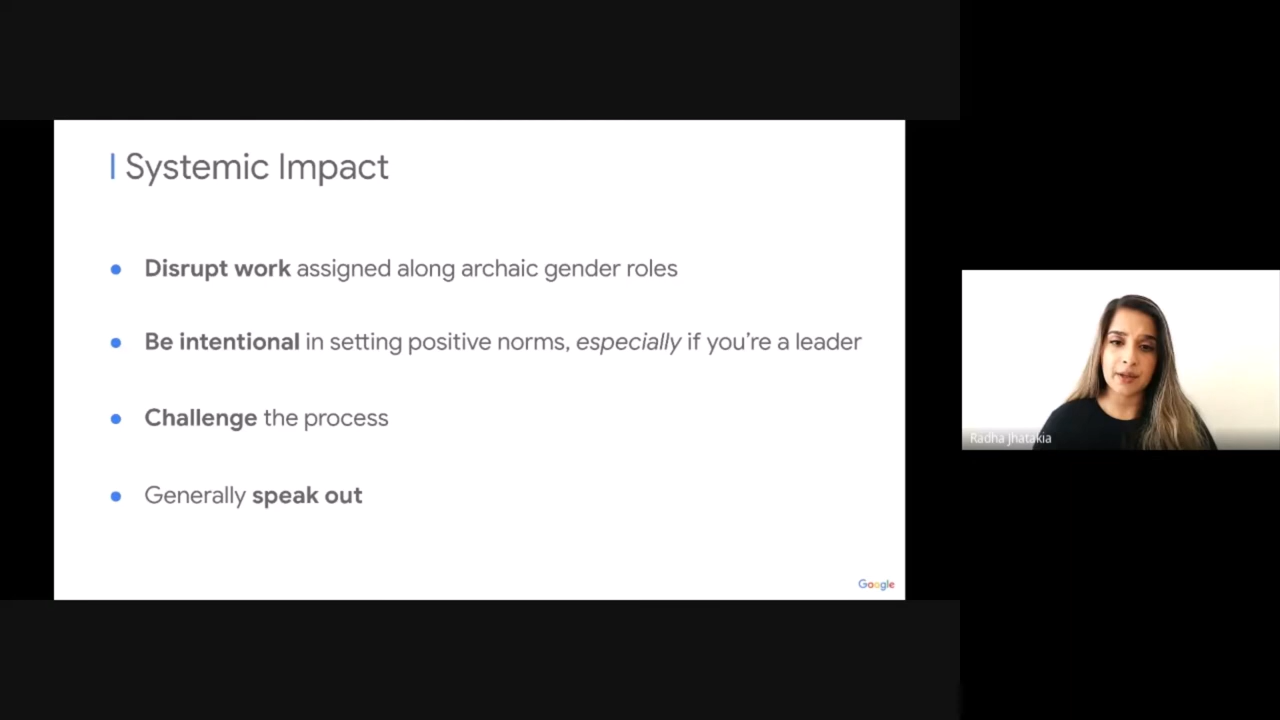 | Systemic Impact
● Disrupt work assigned along archaic gender roles
● Be intentional in setting positive norms, especially if you’re a leader
● Challenge the process
● Generally speak out
Google
Radha Jhatakia